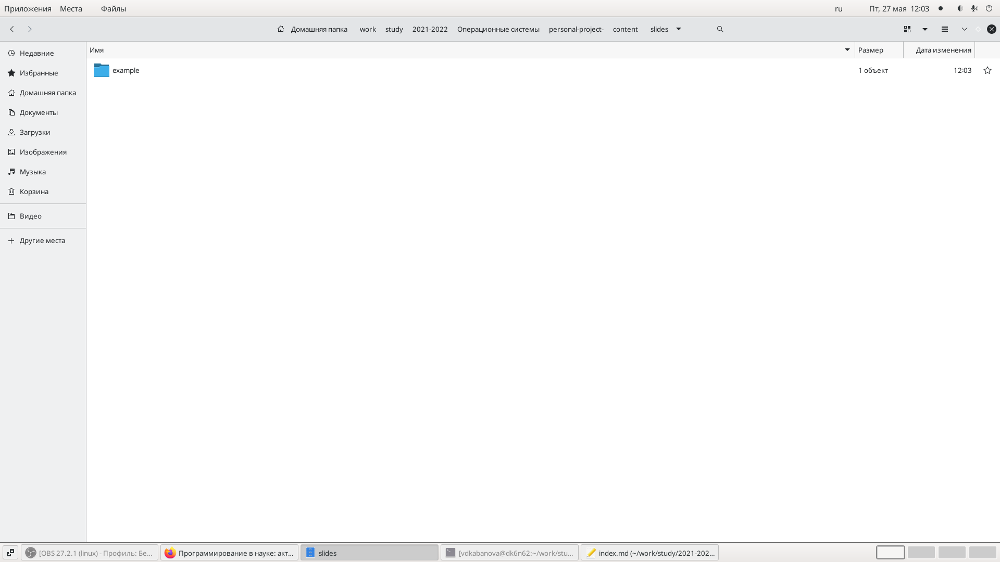 Приложения Места Файлы ru Пт, 27 мая 12:03
Домашняя папка work study 2021-2022 Операционные системы personal-project- content slides
Имя Размер Дата изменения
example 1 объект 12:03
Недавние
Избранные
Домашняя папка
Документы
Загрузки
Изображения
Музыка
Корзина
Видео
Другие места
[OBS 27.2.1 (linux) - Профиль: Бе... Программирование в науке: акт... slides [vdkabanova@dk6n62:~/work/stu... index.md (~/work/study/2021-202...